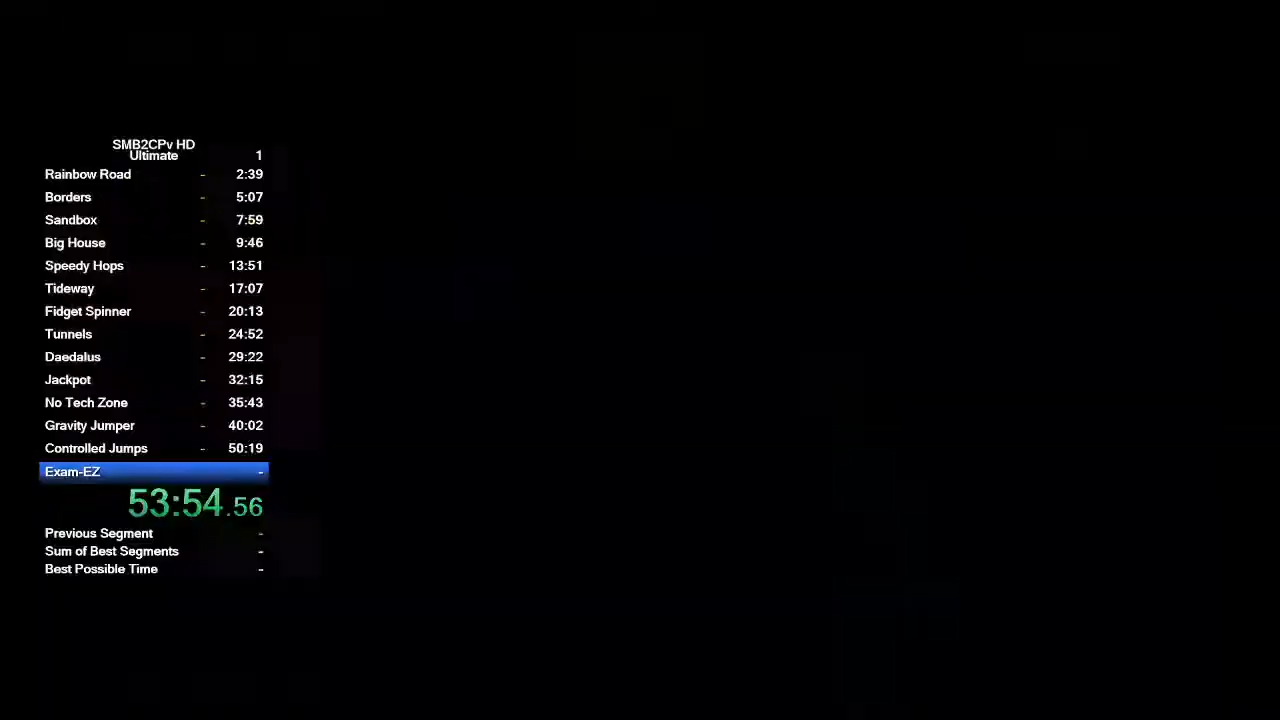 SMB2CPv HD
Ultimate 1
Rainbow Road - 2:39
Borders - 5:07
Sandbox - 7:59
Big House - 9:46
Speedy Hops - 13:51
Tideway - 17:07
Fidget Spinner - 20:13
Tunnels - 24:52
Daedalus - 29:22
Jackpot - 32:15
No Tech Zone - 35:43
Gravity Jumper - 40:02
Controlled Jumps - 50:19
Exam-EZ -
53:54.56
Previous Segment -
Sum of Best Segments -
Best Possible Time -